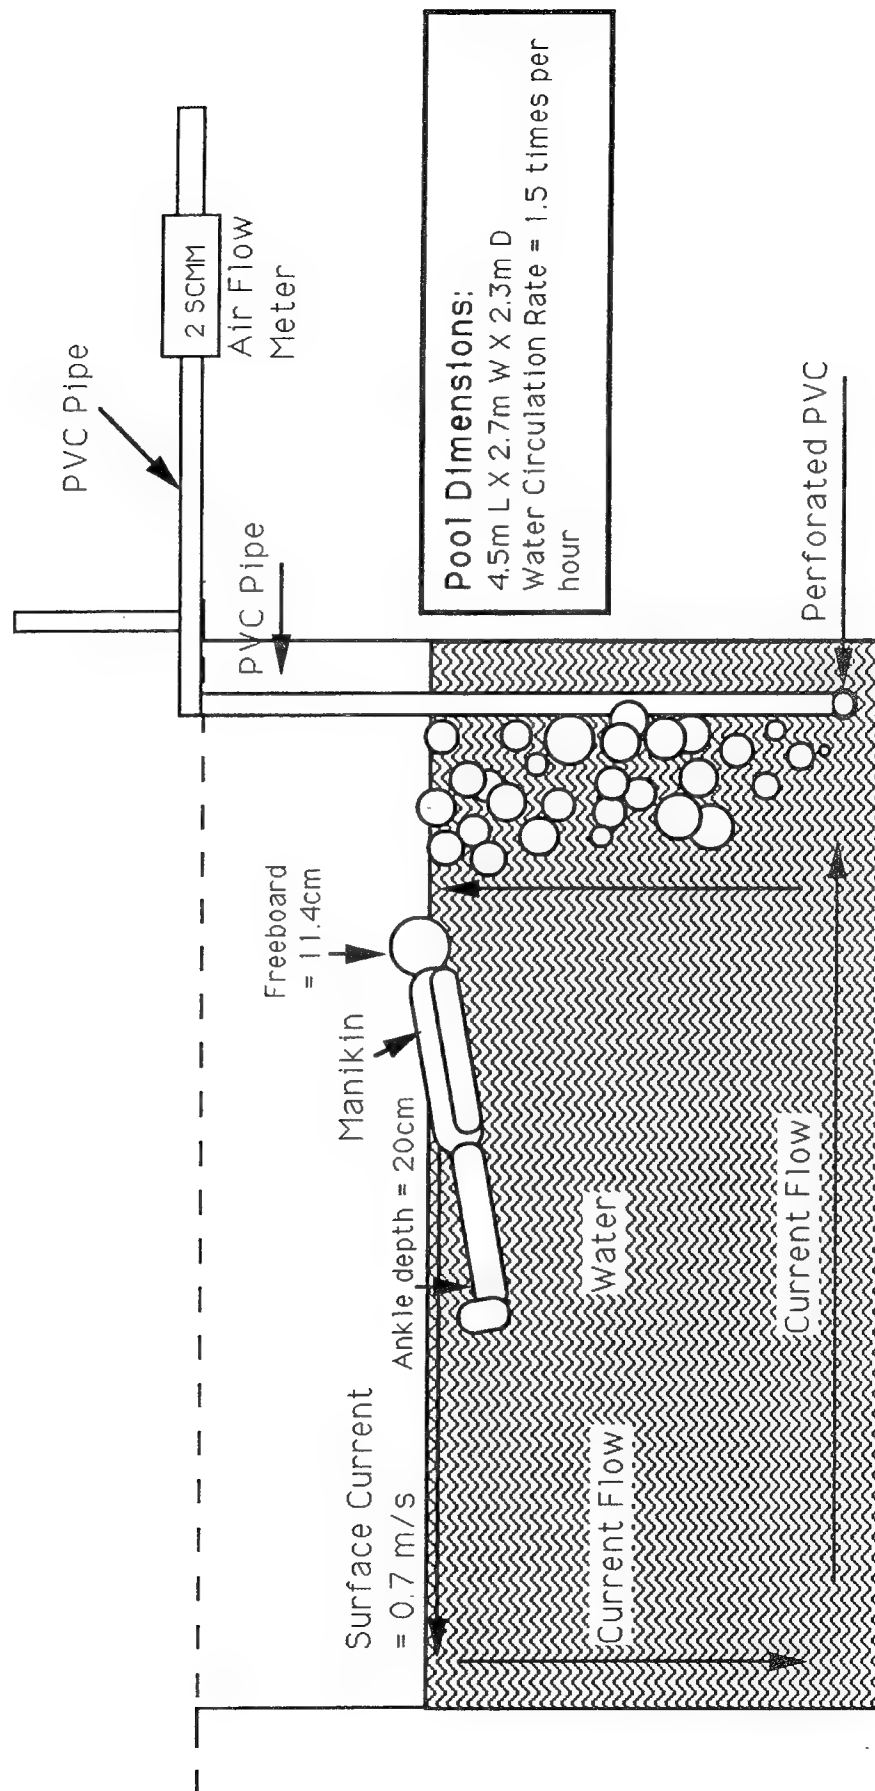 PVC Pipe
2 SCMM
Air Flow
Meter
PVC Pipe
Pool Dimensions:
4.5m L X 2.7m W X 2.3m D
Water Circulation Rate = 1.5 times per
hour
Perforated PVC
Freeboard
= 11.4cm
Manikin
Ankle depth = 20cm
Surface Current
= 0.7 m/s
Water
Current Flow
Current Flow